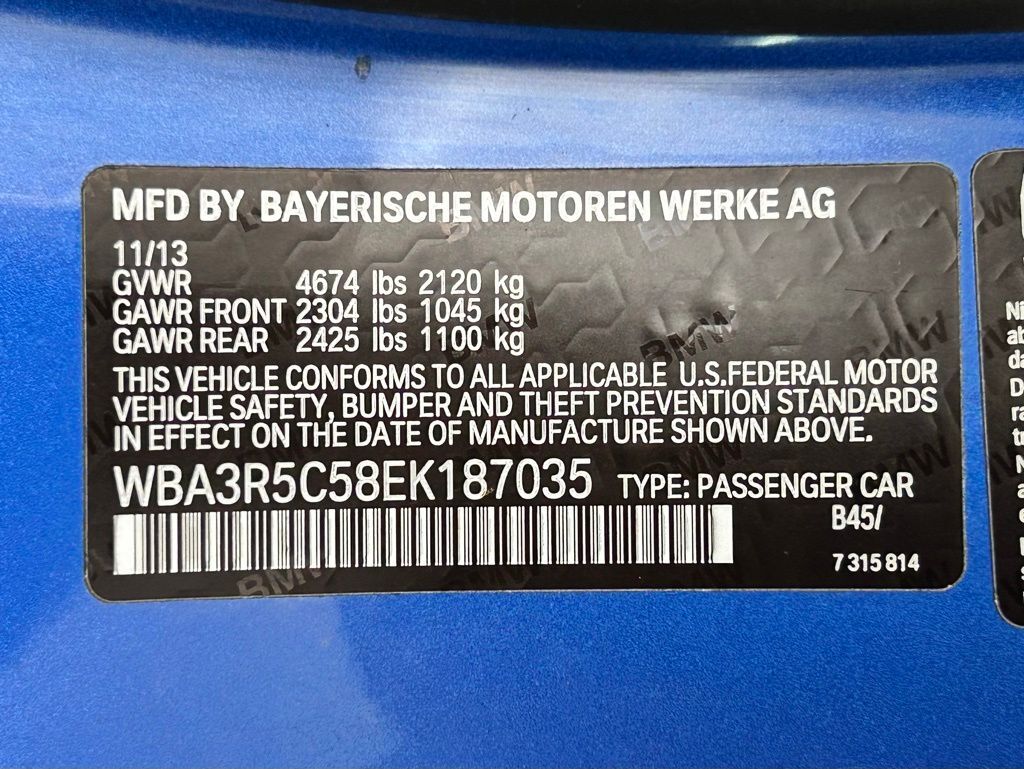 MFD BY BAYERISCHE MOTOREN WERKE AG
11/13
GVWR 4674 lbs 2120 kg
GAWR FRONT 2304 lbs 1045 kg
GAWR REAR 2425 lbs 1100 kg
THIS VEHICLE CONFORMS TO ALL APPLICABLE U.S.FEDERAL MOTOR
VEHICLE SAFETY, BUMPER AND THEFT PREVENTION STANDARDS
IN EFFECT ON THE DATE OF MANUFACTURE SHOWN ABOVE.
WBA3R5C58EK187035 TYPE: PASSENGER CAR
B45/
7 315 814